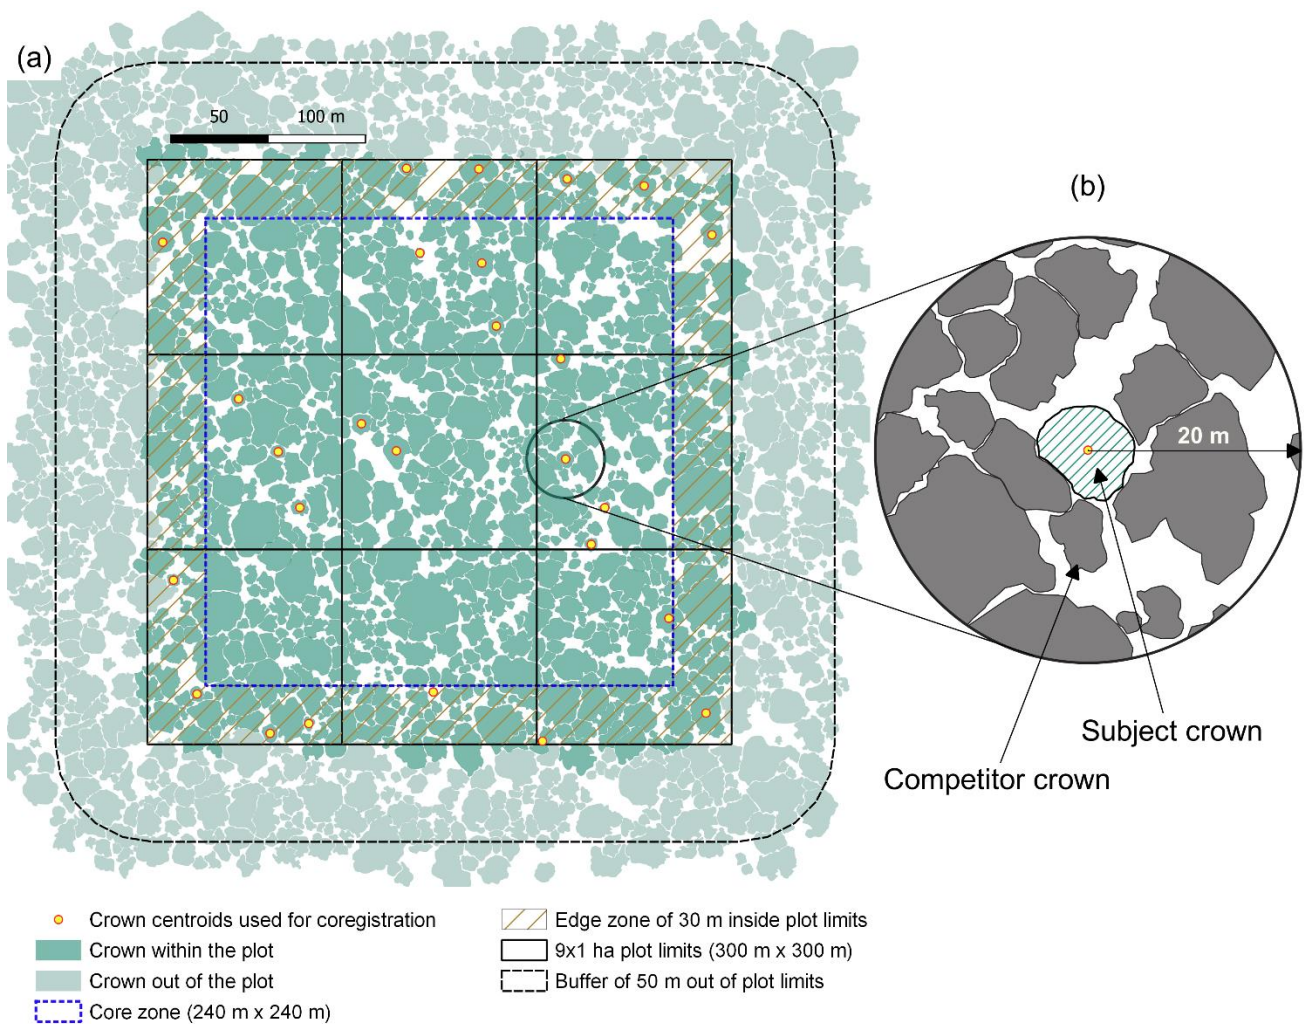 (a)
50 100 m
(b)
20 m
Subject crown
Competitor crown
Crown centroids used for coregistration
Crown within the plot
Crown out of the plot
Core zone (240 m x 240 m)
Edge zone of 30 m inside plot limits
9x1 ha plot limits (300 m x 300 m)
Buffer of 50 m out of plot limits